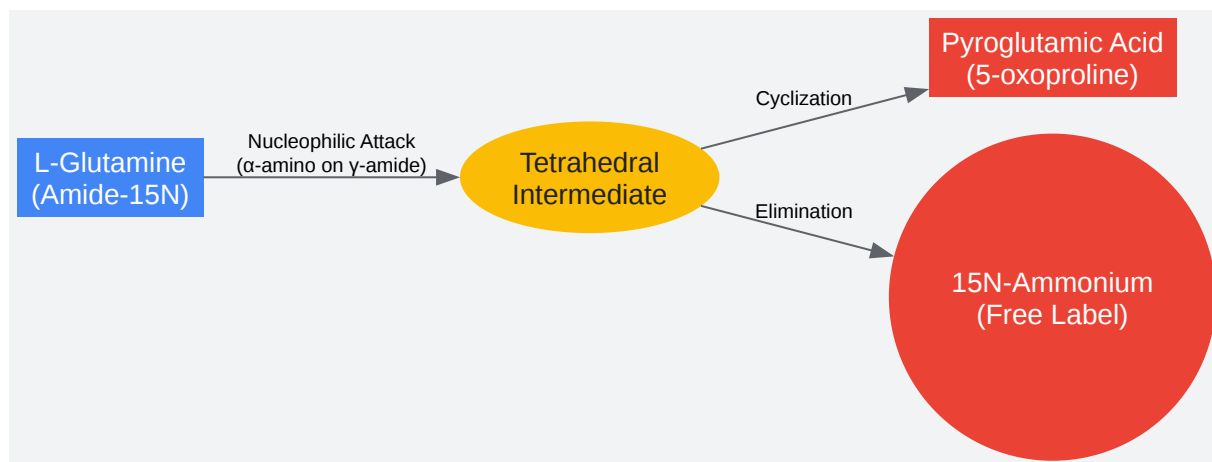 L-Glutamine
(Amide-15N)
Nucleophilic Attack
(α-amino on γ-amide)
Tetrahedral
Intermediate
Cyclization
Elimination
Pyroglutamic Acid
(5-oxoproline)
15N-Ammonium
(Free Label)